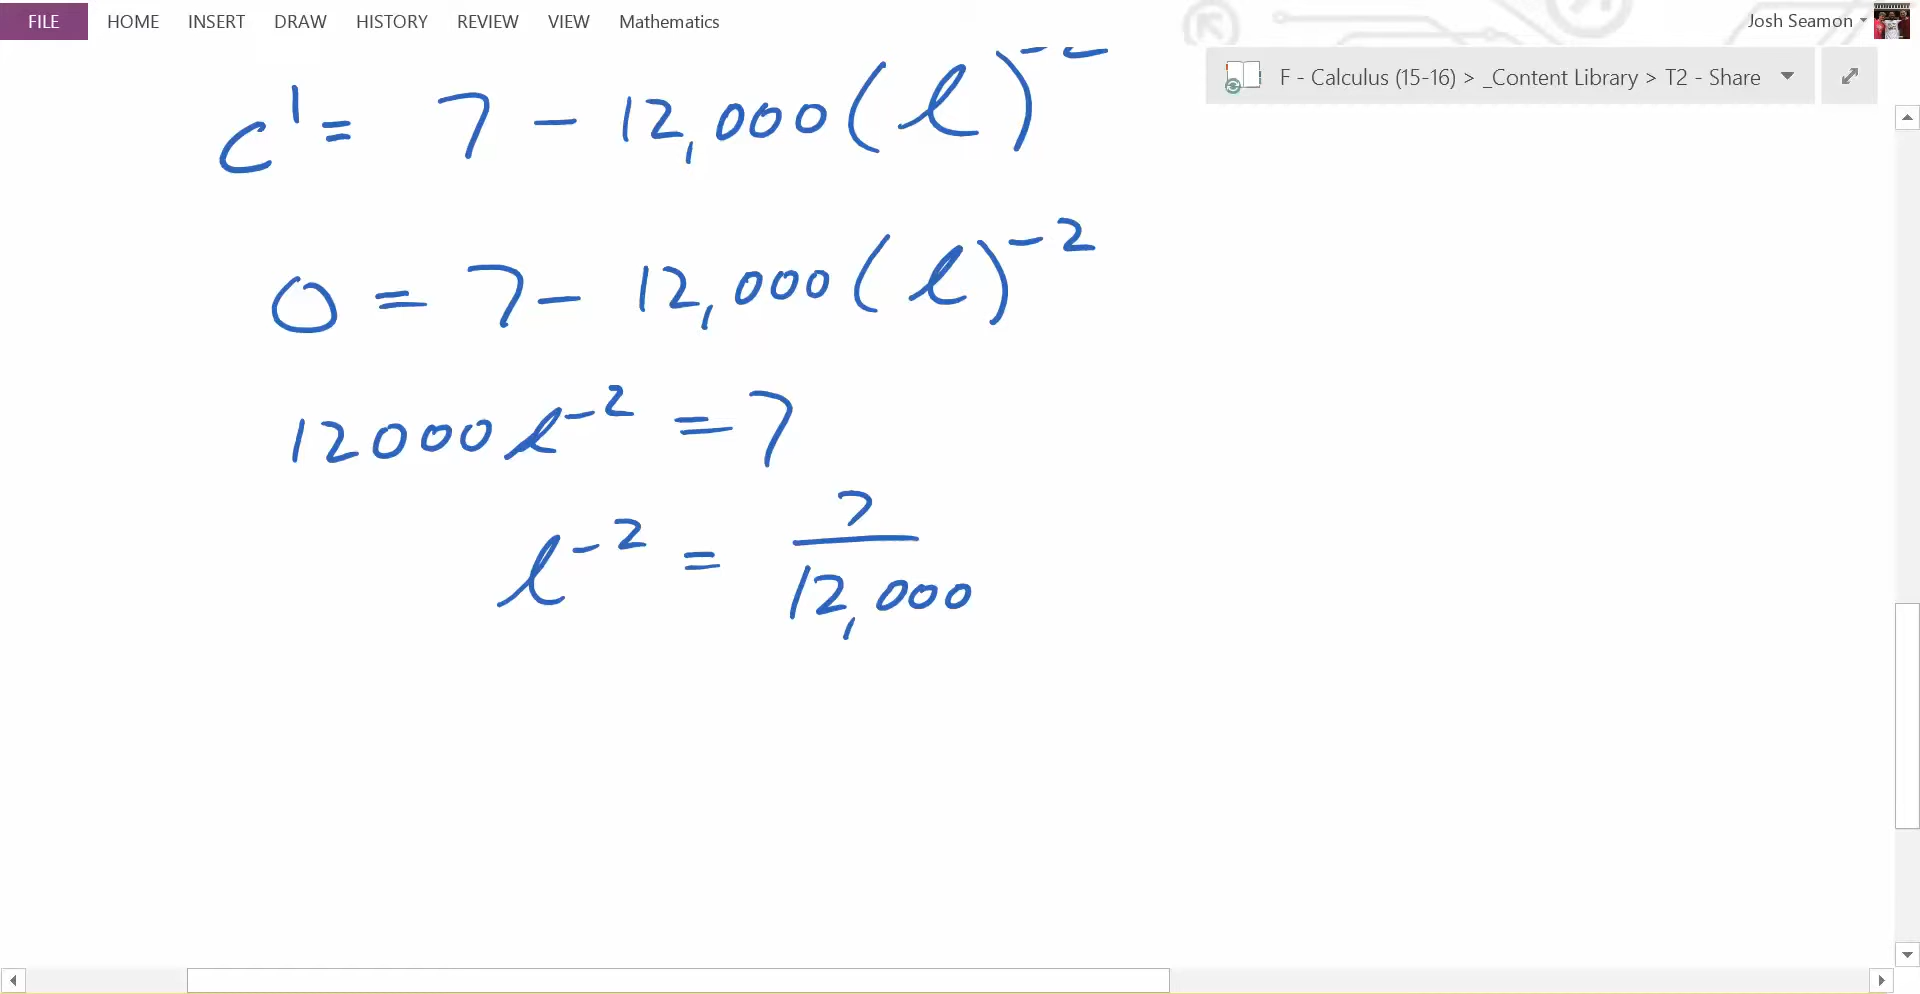 FILE HOME INSERT DRAW HISTORY REVIEW VIEW Mathematics Josh Seamon
F - Calculus (15-16) > _Content Library > T2 - Share
c' = 7 - 12,000 (l)^-2
0 = 7 - 12,000 (l)^-2
12000 l^-2 = 7
l^-2 = 7/12,000